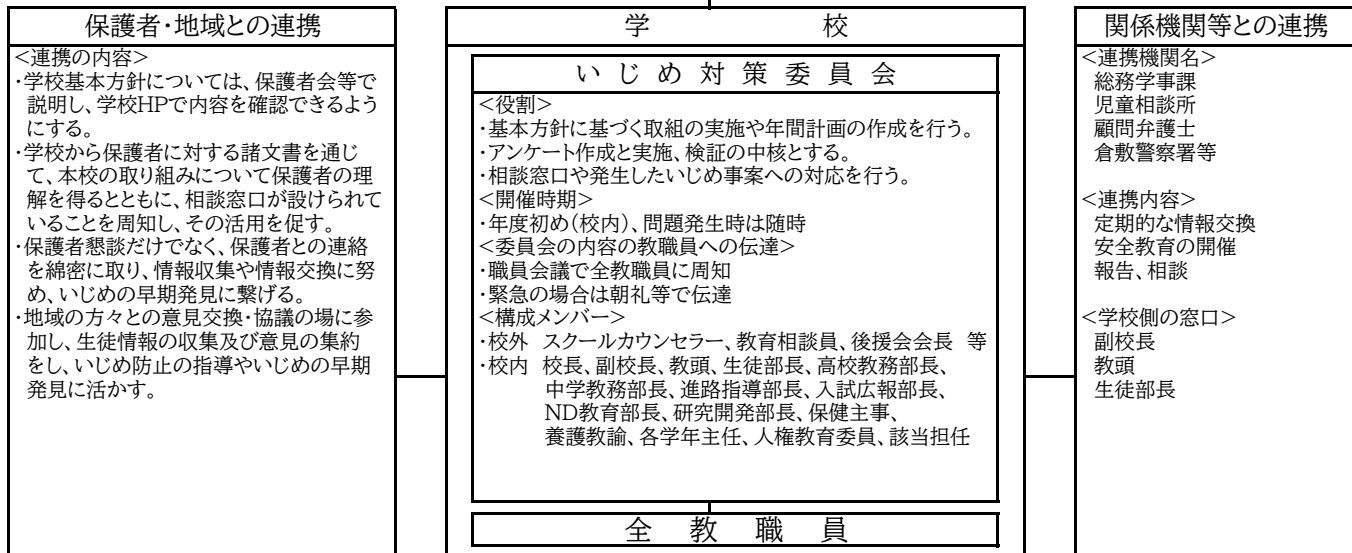 保護者・地域との連携
<連携の内容>
・学校基本方針については、保護者会等で
説明し、学校HPで内容を確認できるよう
にする。
・学校から保護者に対する諸文書を通じ
て、本校の取り組みについて保護者の理
解を得るとともに、相談窓口が設けられて
いることを周知し、その活用を促す。
・保護者懇談だけでなく、保護者との連絡
を綿密に取り、情報収集や情報交換に努
め、いじめの早期発見に繋げる。
・地域の方々との意見交換・協議の場に参
加し、生徒情報の収集及び意見の集約
をし、いじめ防止の指導やいじめの早期
発見に活かす。
学 校
いじめ対策委員会
<役割>
・基本方針に基づく取組の実施や年間計画の作成を行う。
・アンケート作成と実施、検証の中核とする。
・相談窓口や発生したいじめ事案への対応を行う。
<開催時期>
・年度初め(校内)、問題発生時は随時
<委員会の内容の教職員への伝達>
・職員会議で全教職員に周知
・緊急の場合は朝礼等で伝達
<構成メンバー>
・校外 スクールカウンセラー、教育相談員、後援会会長 等
・校内 校長、副校長、教頭、生徒部長、高校教務部長、
中学教務部長、進路指導部長、入試広報部長、
ND教育部長、研究開発部長、保健主事、
養護教諭、各学年主任、人権教育委員、該当担任
全教職員
関係機関等との連携
<連携機関名>
総務学事課
児童相談所
顧問弁護士
倉敷警察署等
<連携内容>
定期的な情報交換
安全教育の開催
報告、相談
<学校側の窓口>
副校長
教頭
生徒部長